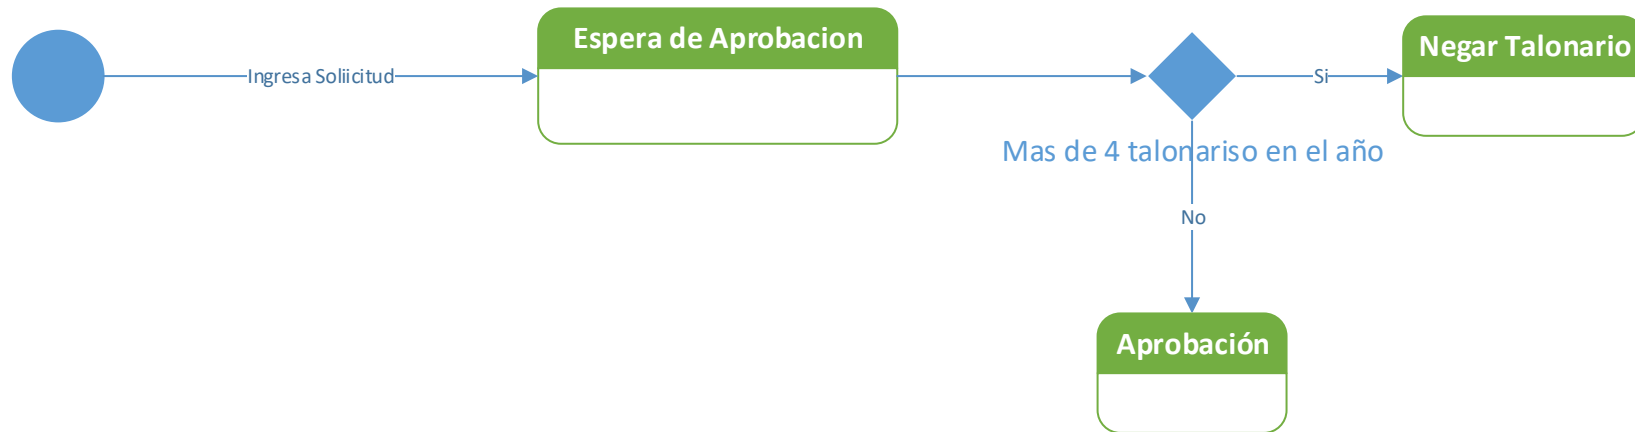 Espera de Aprobacion
Negar Talonario
Ingresa Soliicitud
Si
Mas de 4 talonariso en el año
No
Aprobación